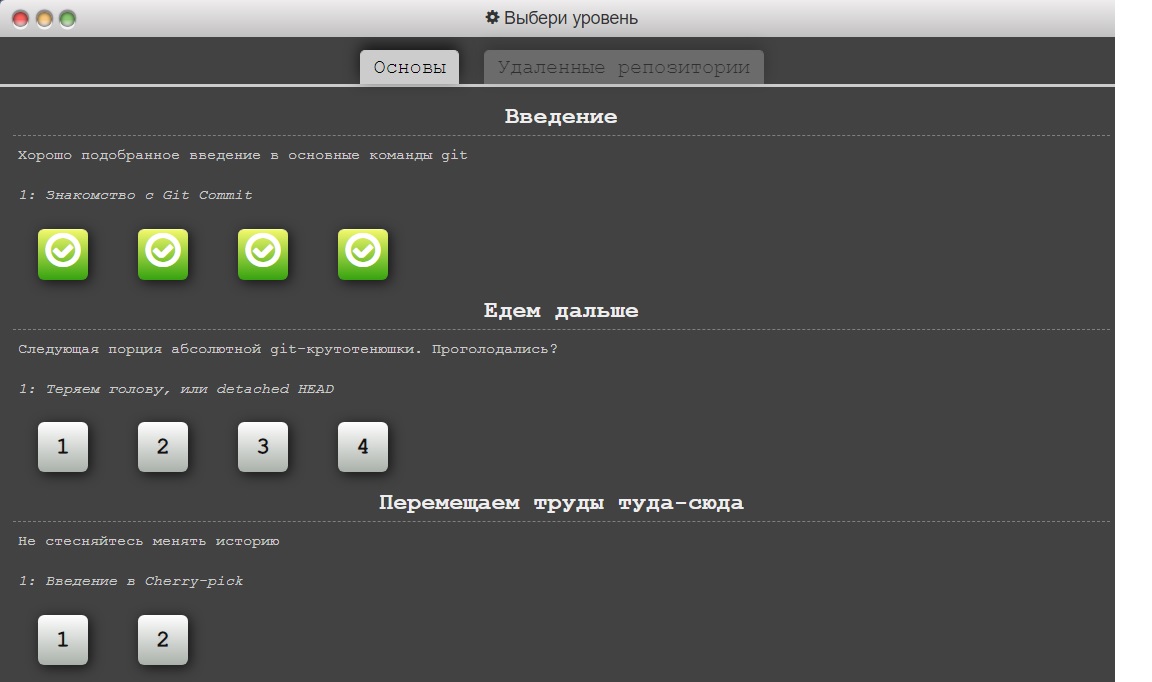 Выбери уровень
Основы
Удаленные репозитории
Введение
Хорошо подобранное введение в основные команды git
1: Знакомство с Git Commit
Едем дальше
Следующая порция абсолютной git-крутотенюшки. Проголодались?
1: Теряем голову, или detached HEAD
1 2 3 4
Перемещаем труды туда-сюда
Не стесняйтесь менять историю
1: Введение в Cherry-pick
1 2